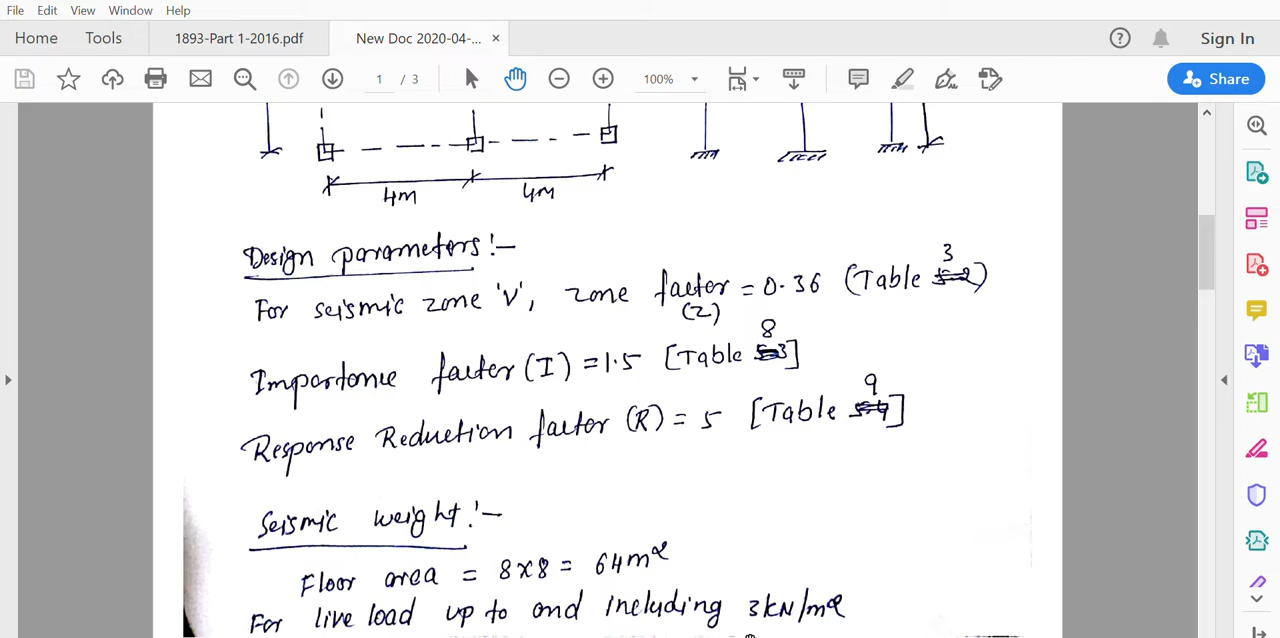 File Edit View Window Help
Home Tools 1893-Part 1-2016.pdf New Doc 2020-04-... × Sign In
1 / 3 100% Share
4m 4m
Design parameters:-
For seismic zone 'V', zone factor = 0.36 (Table 3)
(Z)
Importance factor (I) = 1.5 [Table 8]
Response Reduction factor (R) = 5 [Table 9]
Seismic weight:-
Floor area = 8x8 = 64m2
For live load up to and including 3kN/m2